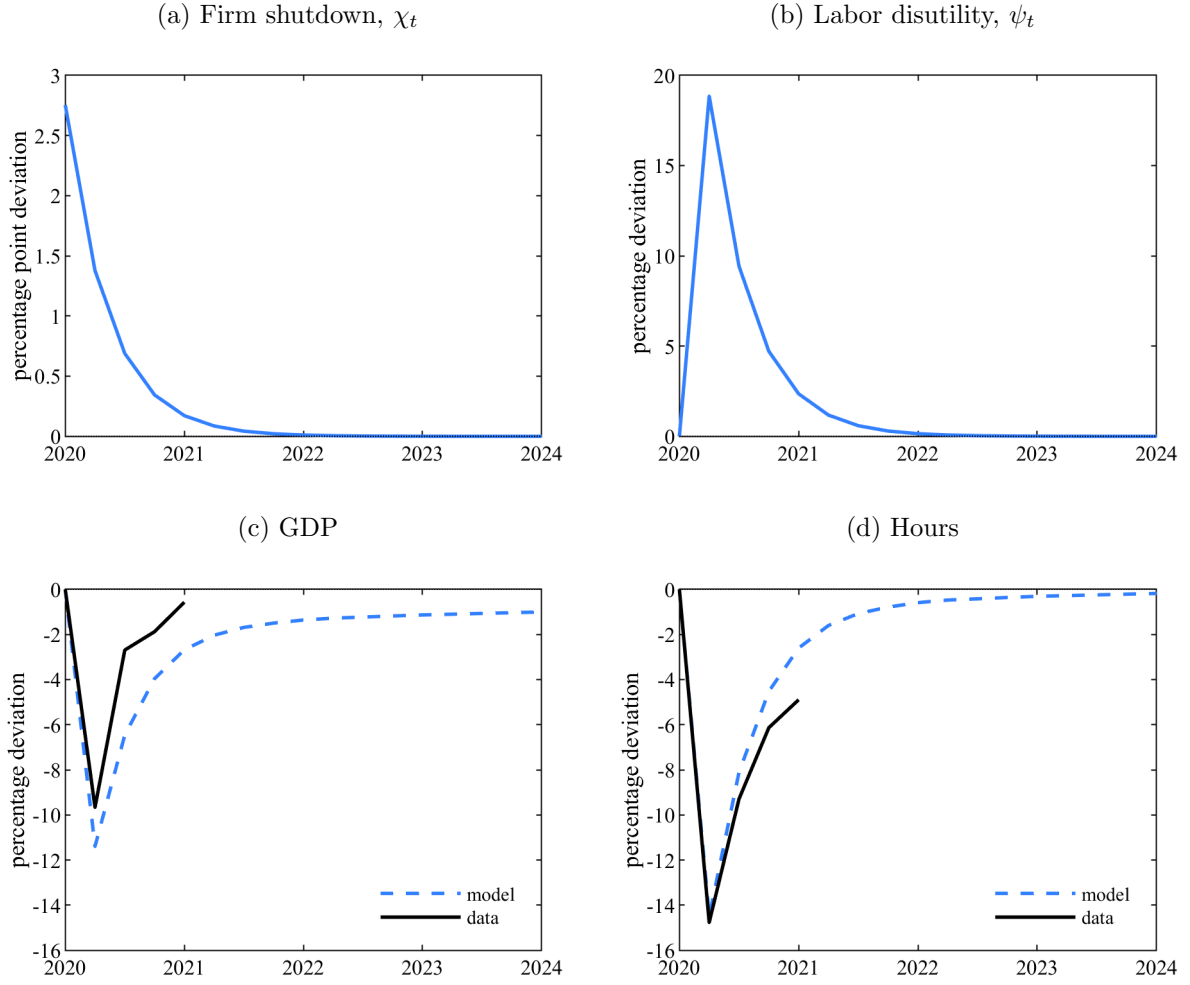 (a) Firm shutdown, χt
(b) Labor disutility, ψt
percentage point deviation
3
2.5
2
1.5
1
0.5
0
2020 2021 2022 2023 2024
percentage deviation
20
15
10
5
0
2020 2021 2022 2023 2024
(c) GDP
(d) Hours
percentage deviation
0
-2
-4
-6
-8
-10
-12
-14
-16
2020 2021 2022 2023 2024
model
data
percentage deviation
0
-2
-4
-6
-8
-10
-12
-14
-16
2020 2021 2022 2023 2024
model
data